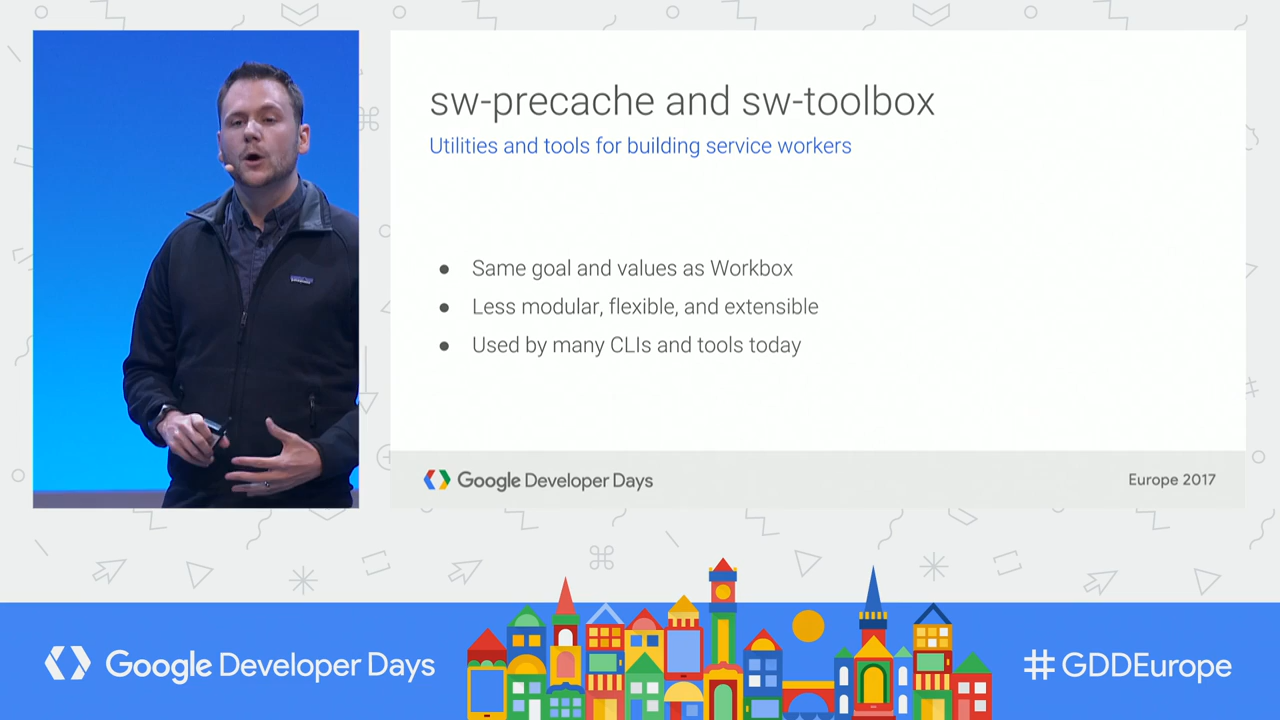 sw-precache and sw-toolbox
Utilities and tools for building service workers
● Same goal and values as Workbox
● Less modular, flexible, and extensible
● Used by many CLIs and tools today
Google Developer Days
Europe 2017
Google Developer Days
#GDDEurope